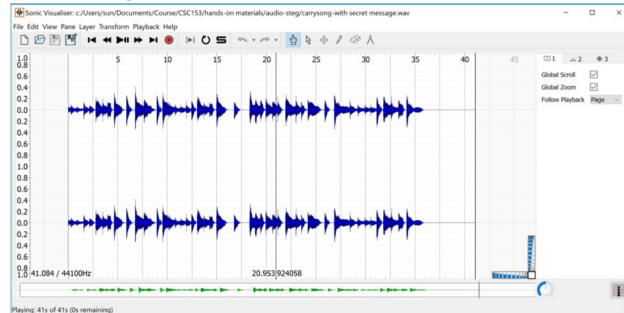 Sonic Visualiser: c:/Users/sun/Documents/Course/CSC153/hands-on materials/audio-steg/carrysong-with secret message.wav
File Edit View Pane Layer Transform Playback Help
5 10 15 20 25 30 35 40 45
1 2 3
1.0
0.8
0.6
0.4
0.2
0.0
0.2
0.4
0.6
0.8
1.0
0.8
0.6
0.4
0.2
0.0
0.2
0.4
0.6
0.8
1.0
Global Scroll
Global Zoom
Follow Playback Page
41.084 / 44100Hz
20.953 924058
Playing: 41s of 41s (0s remaining)